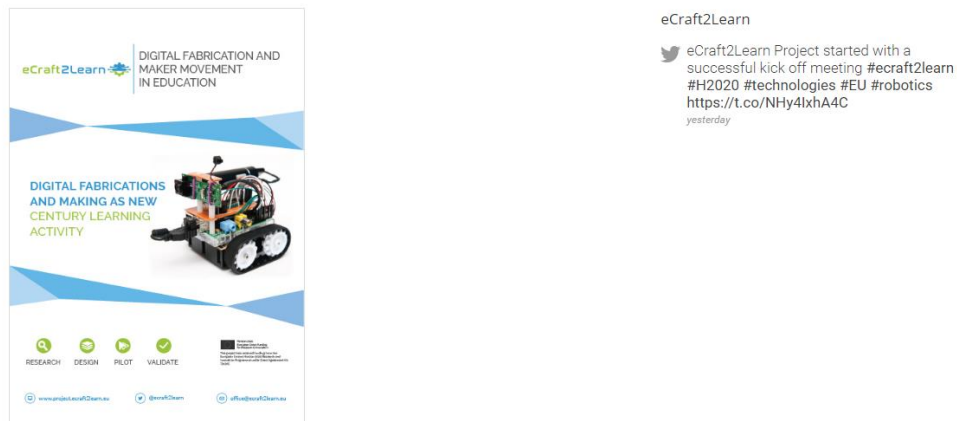 eCraft2Learn
DIGITAL FABRICATION AND
MAKER MOVEMENT
IN EDUCATION
DIGITAL FABRICATIONS
AND MAKING AS NEW
CENTURY LEARNING
ACTIVITY
RESEARCH
DESIGN
PILOT
VALIDATE
www.project.ecraft2learn.eu
@ecraft2learn
office@ecraft2learn.eu
eCraft2Learn
eCraft2Learn Project started with a
successful kick off meeting #ecraft2learn
#H2020 #technologies #EU #robotics
https://t.co/NHy4IxhA4C
yesterday